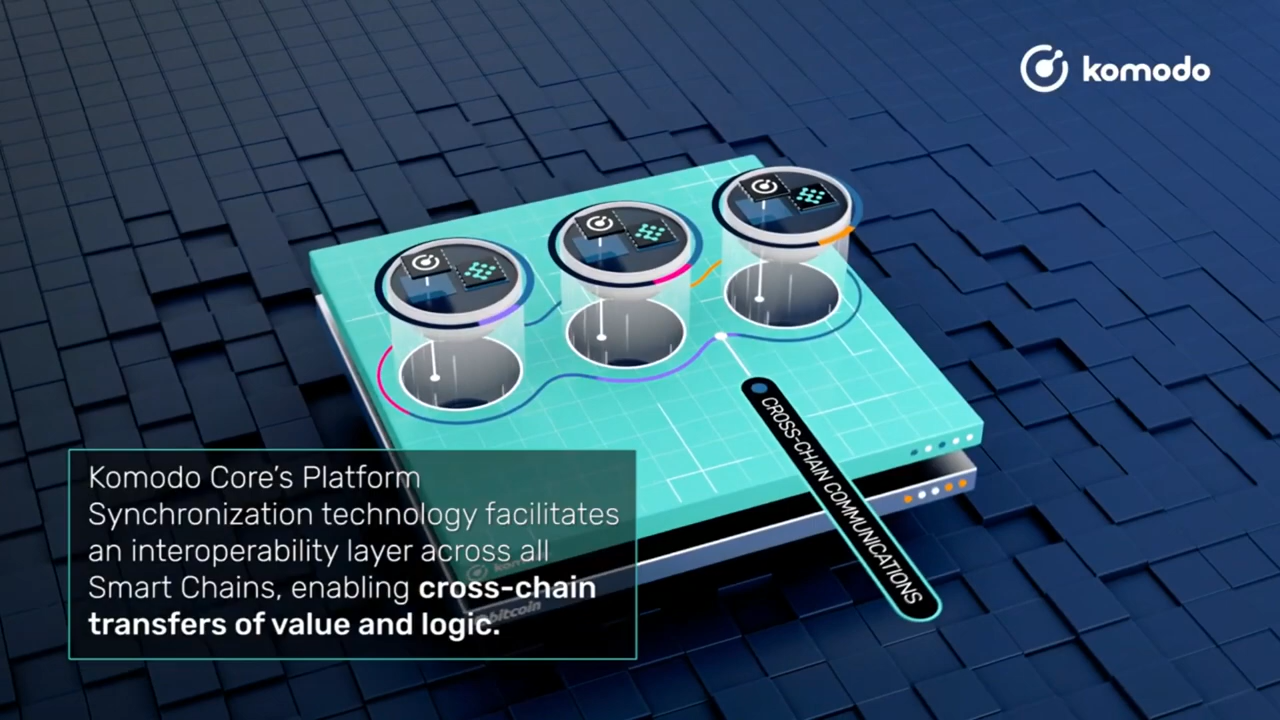 komodo
CROSS-CHAIN COMMUNICATIONS
Komodo Core's Platform
Synchronization technology facilitates
an interoperability layer across all
Smart Chains, enabling cross-chain
transfers of value and logic.
bitcoin